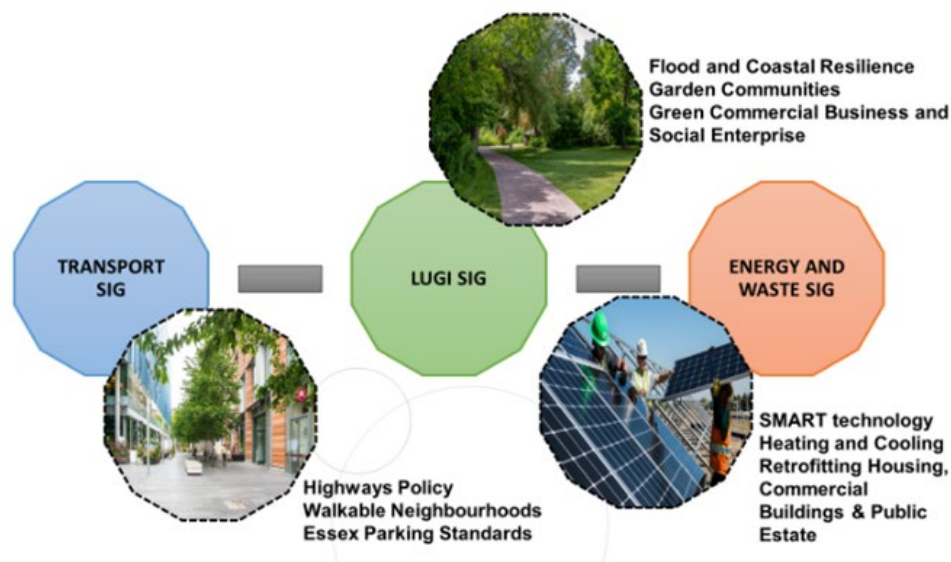 Flood and Coastal Resilience
Garden Communities
Green Commercial Business and
Social Enterprise
TRANSPORT
SIG
LUGI SIG
ENERGY AND
WASTE SIG
SMART technology
Heating and Cooling
Retrofitting Housing,
Commercial
Buildings & Public
Estate
Highways Policy
Walkable Neighbourhoods
Essex Parking Standards